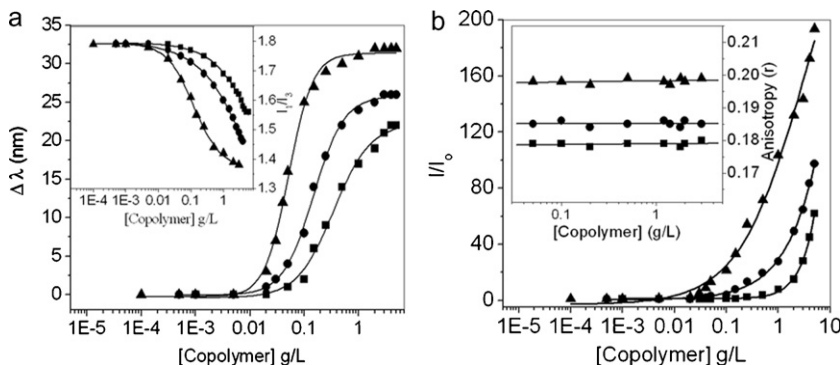 a
35
30
25
20
15
10
5
0
Δ λ (nm)
1E-5
1E-4
1E-3
0.01
0.1
1
[Copolymer] g/L
1.8
1.7
1.6
1.5
1.4
1.3
I₁/I₃
1E-4
1E-3
0.01
0.1
1
[Copolymer] g/L
b
200
160
120
80
40
0
I/Iₒ
1E-5
1E-4
1E-3
0.01
0.1
1
10
[Copolymer] g/L
0.21
0.20
0.19
0.18
0.17
Anisotropy (r)
0.1
1
[Copolymer] (g/L)